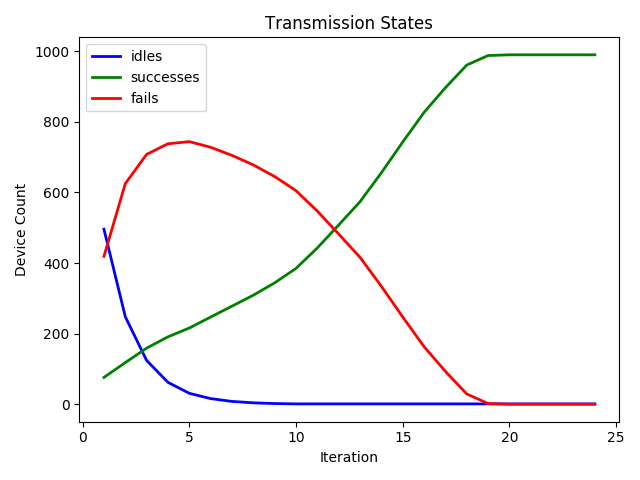 Transmission States
idles
successes
fails
1000
800
600
400
200
0
Device Count
0 5 10 15 20 25
Iteration